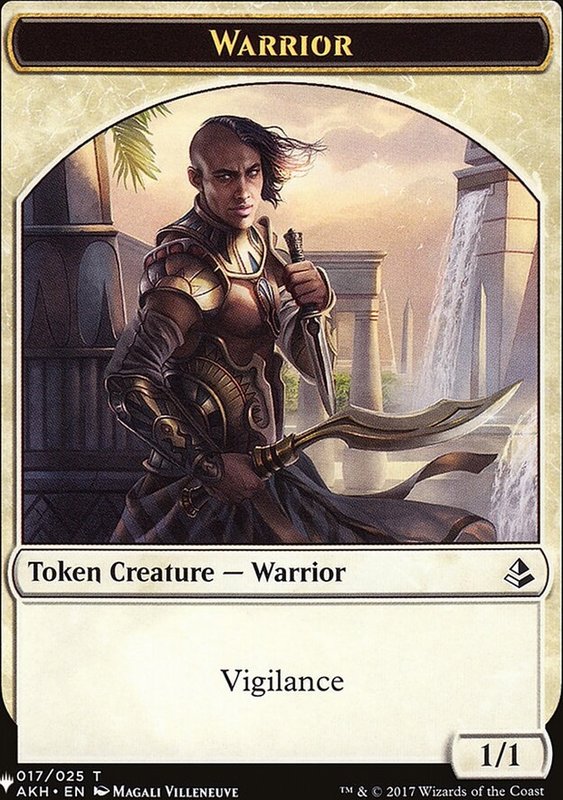 WARRIOR
Token Creature — Warrior
Vigilance
1/1
017/025 T
AKH • EN MAGALI VILLENEUVE
™ & © 2017 Wizards of the Coast